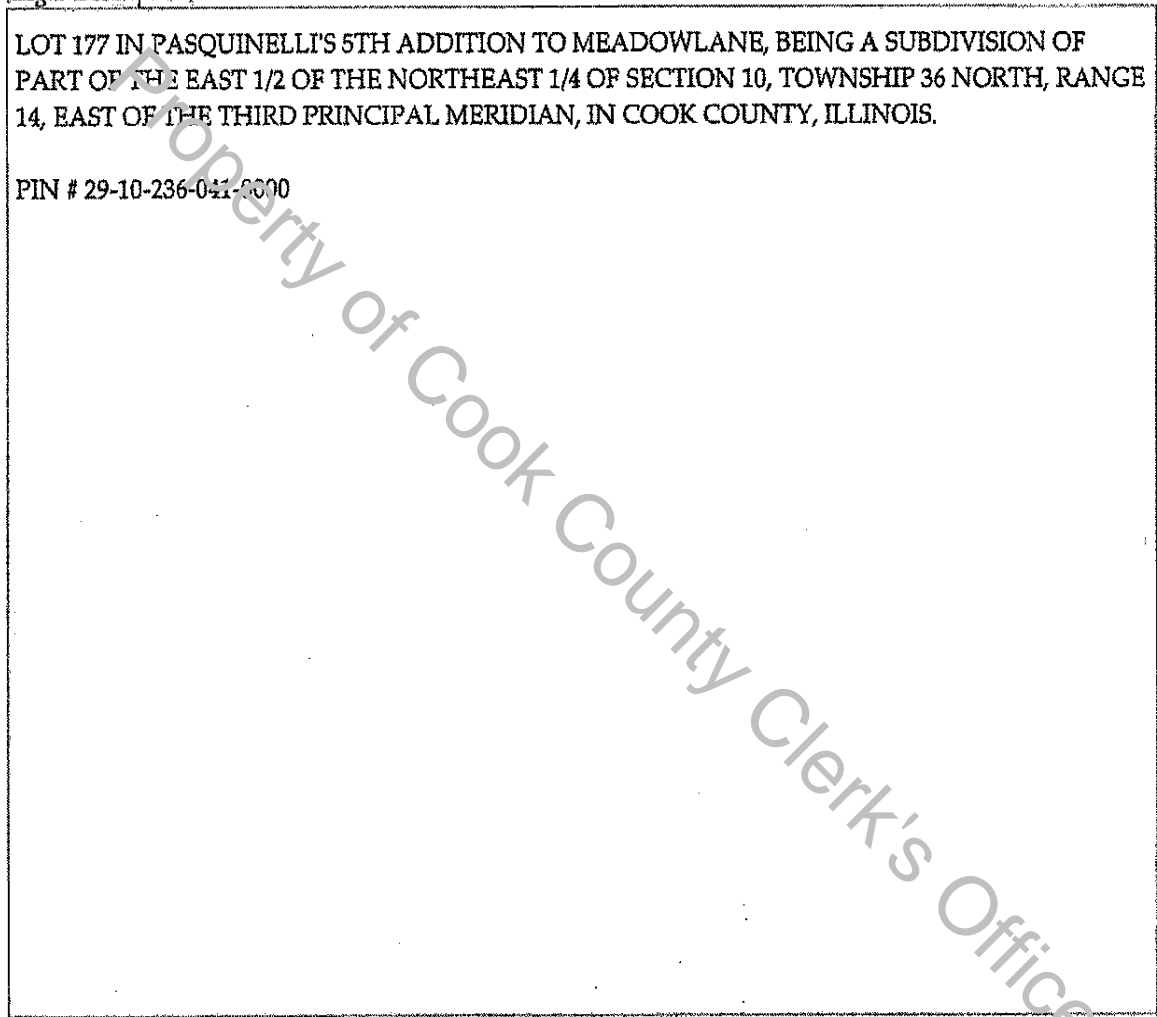 LOT 177 IN PASQUINELLI'S 5TH ADDITION TO MEADOWLANE, BEING A SUBDIVISION OF
PART OF THE EAST 1/2 OF THE NORTHEAST 1/4 OF SECTION 10, TOWNSHIP 36 NORTH, RANGE
14, EAST OF THE THIRD PRINCIPAL MERIDIAN, IN COOK COUNTY, ILLINOIS.
PIN # 29-10-236-041-0000
Property of Cook County Clerk's Office